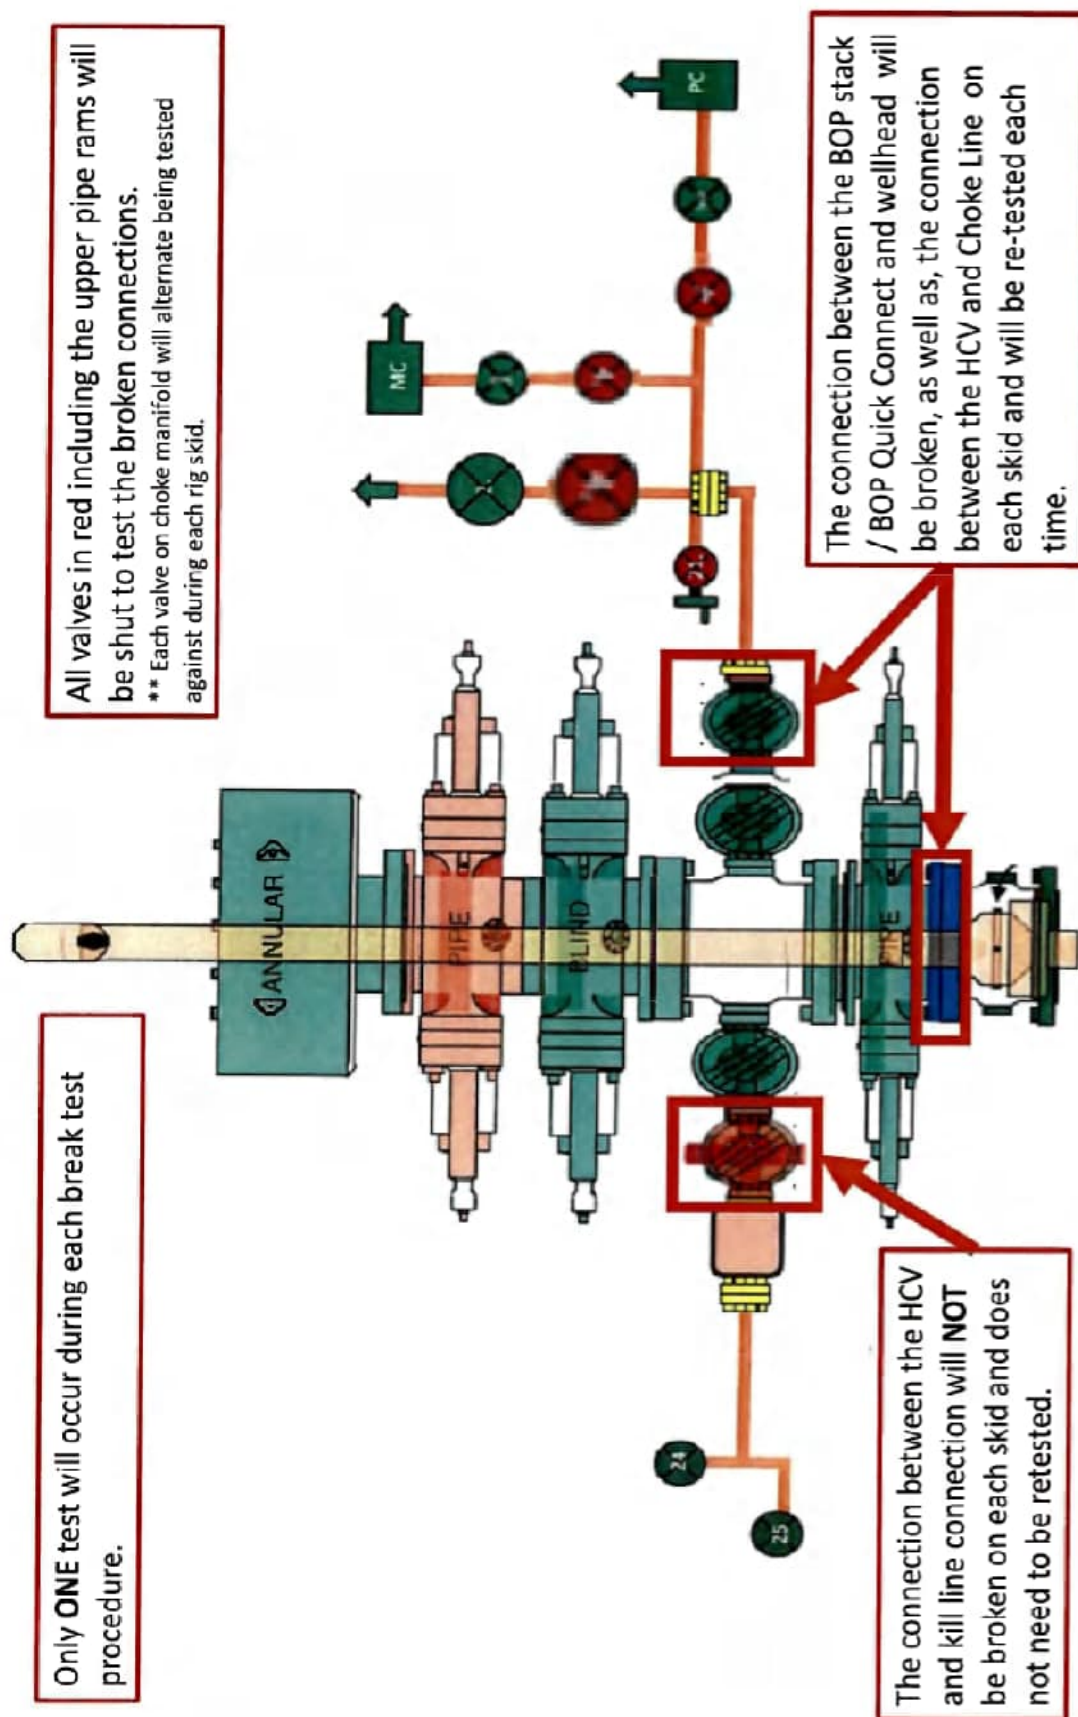 Only ONE test will occur during each break test
procedure.
All valves in red including the upper pipe rams will
be shut to test the broken connections.
** Each valve on choke manifold will alternate being tested
against during each rig skid.
ANNULAR
PIPE
BLIND
PIPE
MC
PC
24
25
The connection between the HCV
and kill line connection will NOT
be broken on each skid and does
not need to be retested.
The connection between the BOP stack
/ BOP Quick Connect and wellhead will
be broken, as well as, the connection
between the HCV and Choke Line on
each skid and will be re-tested each
time.